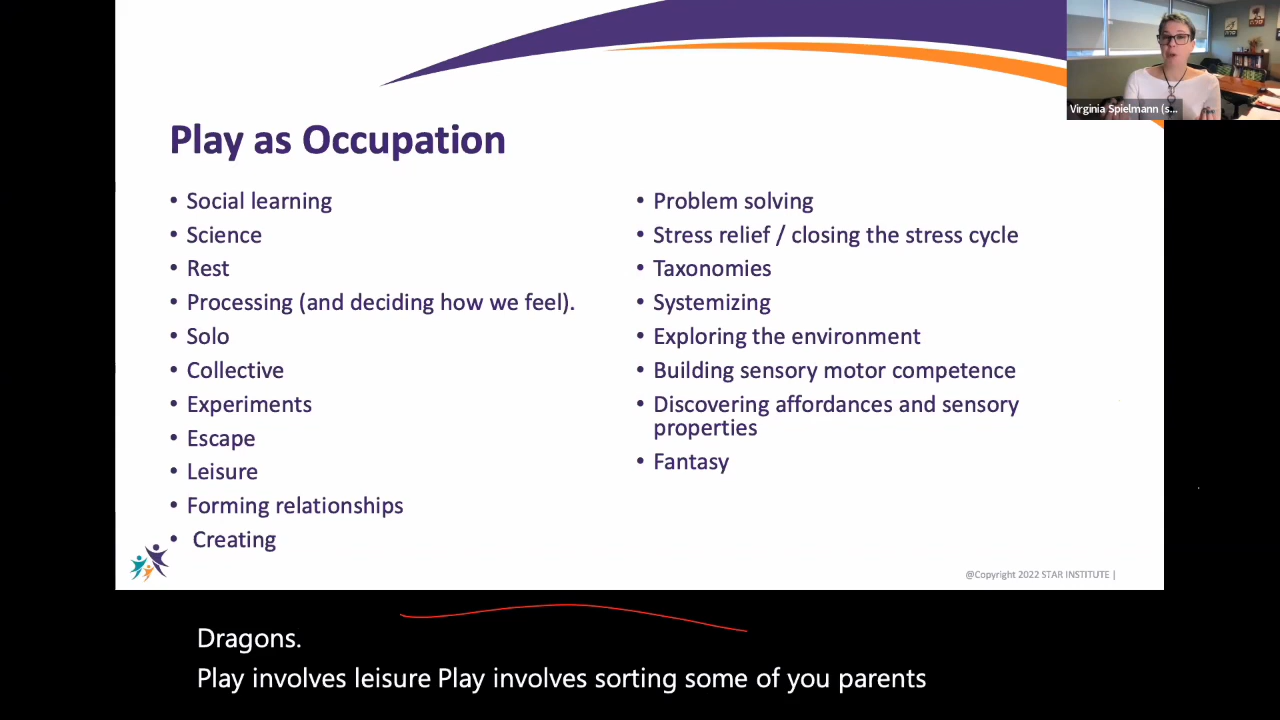 Play as Occupation
• Social learning
• Science
• Rest
• Processing (and deciding how we feel).
• Solo
• Collective
• Experiments
• Escape
• Leisure
• Forming relationships
• Creating
• Problem solving
• Stress relief / closing the stress cycle
• Taxonomies
• Systemizing
• Exploring the environment
• Building sensory motor competence
• Discovering affordances and sensory
properties
• Fantasy
@Copyright 2022 STAR INSTITUTE |
Virginia Spielmann (s...
Dragons.
Play involves leisure Play involves sorting some of you parents